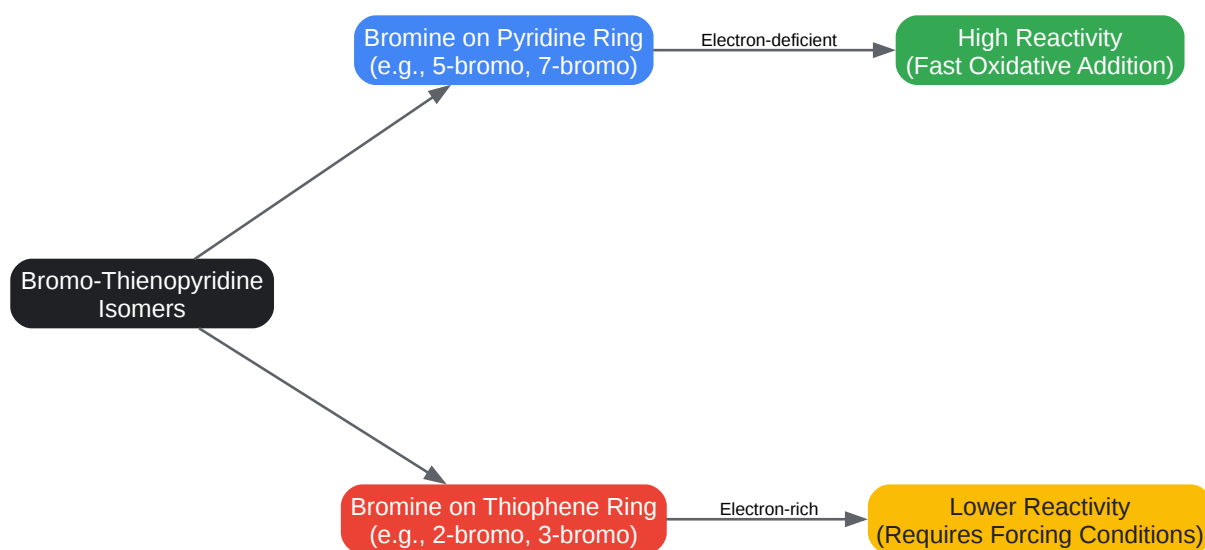 Bromine on Pyridine Ring
(e.g., 5-bromo, 7-bromo)
Electron-deficient
High Reactivity
(Fast Oxidative Addition)
Bromo-Thienopyridine
Isomers
Bromine on Thiophene Ring
(e.g., 2-bromo, 3-bromo)
Electron-rich
Lower Reactivity
(Requires Forcing Conditions)